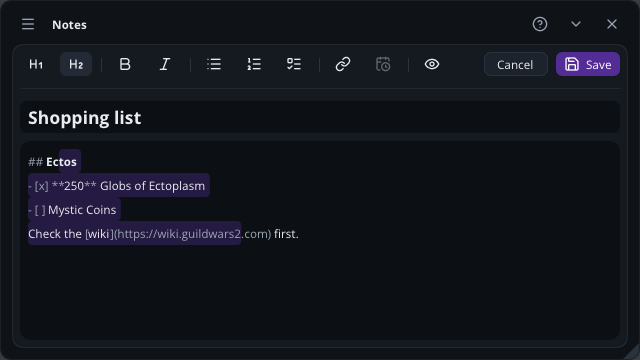 Notes
H1 H2 B I Cancel Save
Shopping list
## Ectos
- [x] **250** Globs of Ectoplasm
- [ ] Mystic Coins
Check the [wiki](https://wiki.guildwars2.com) first.